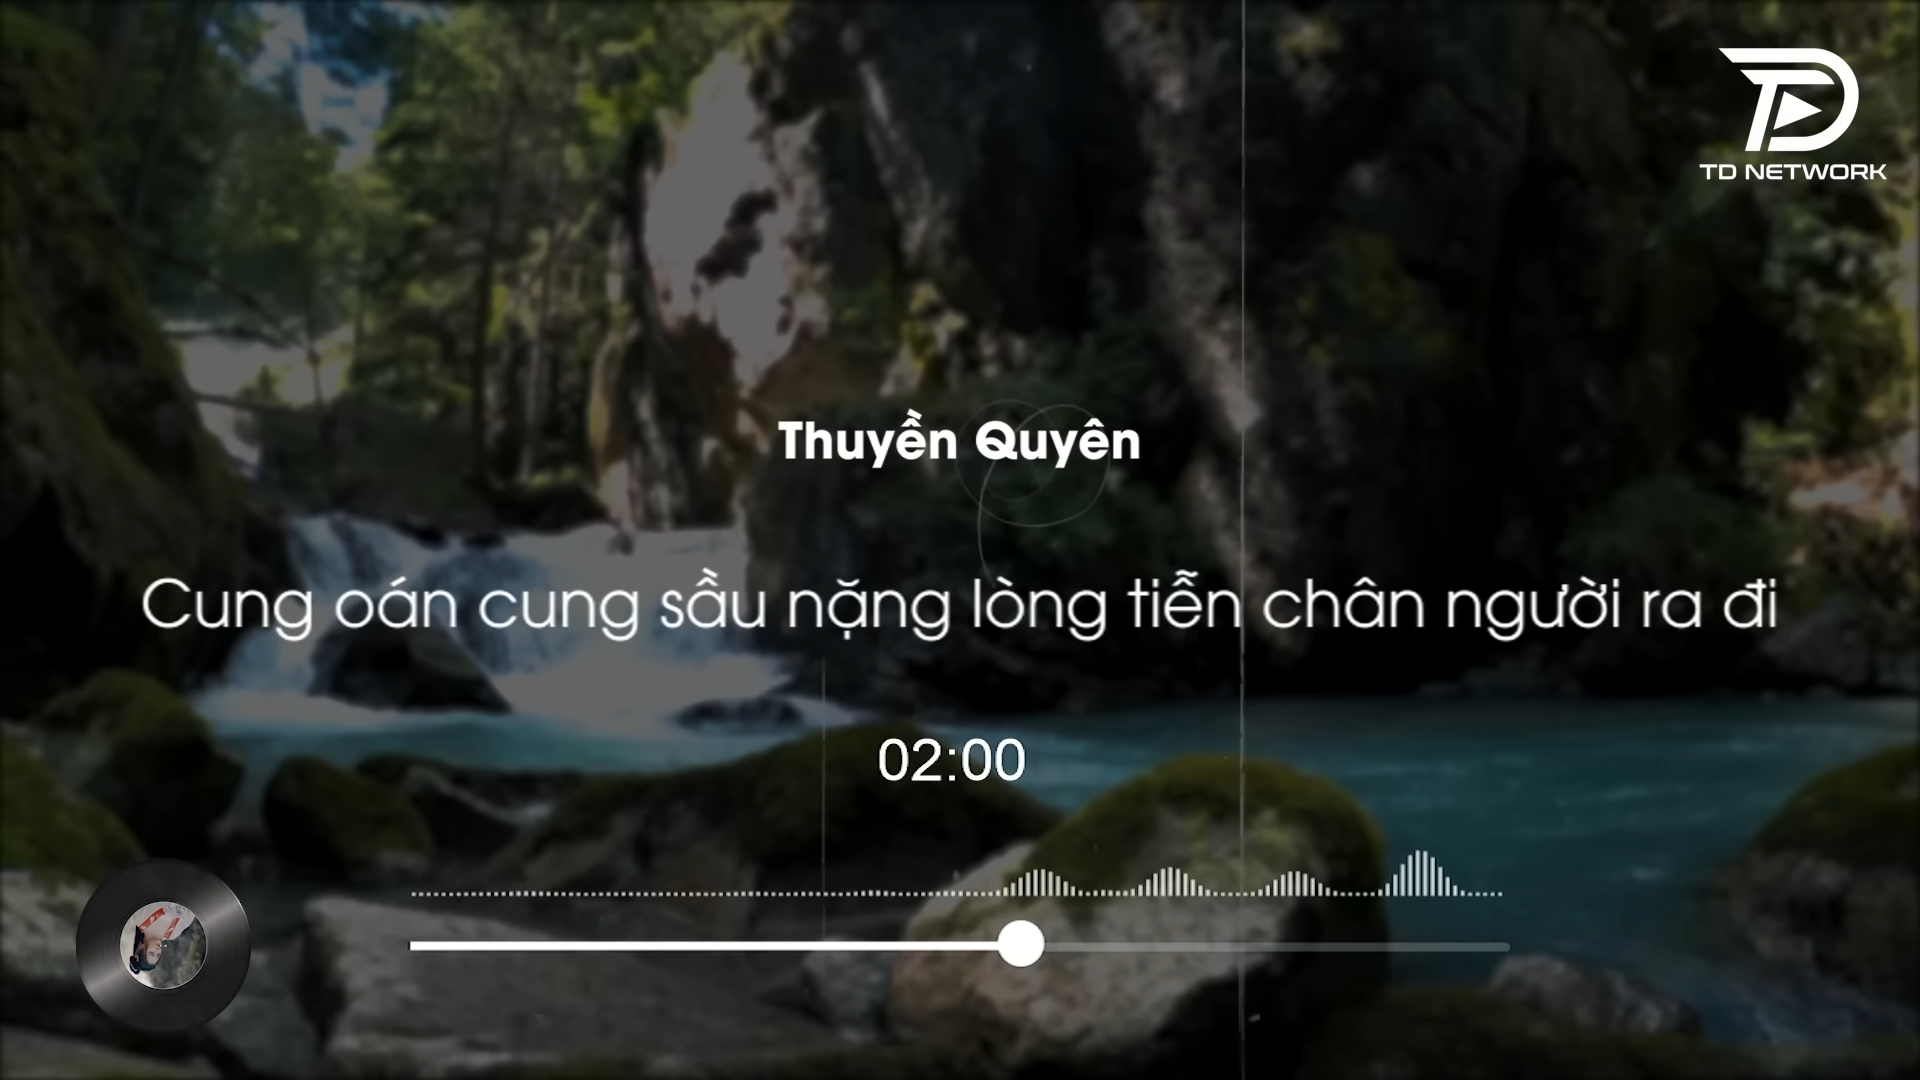 TD NETWORK
Thuyền Quyên
Cung oán cung sầu nặng lòng tiễn chân người ra đi
02:00